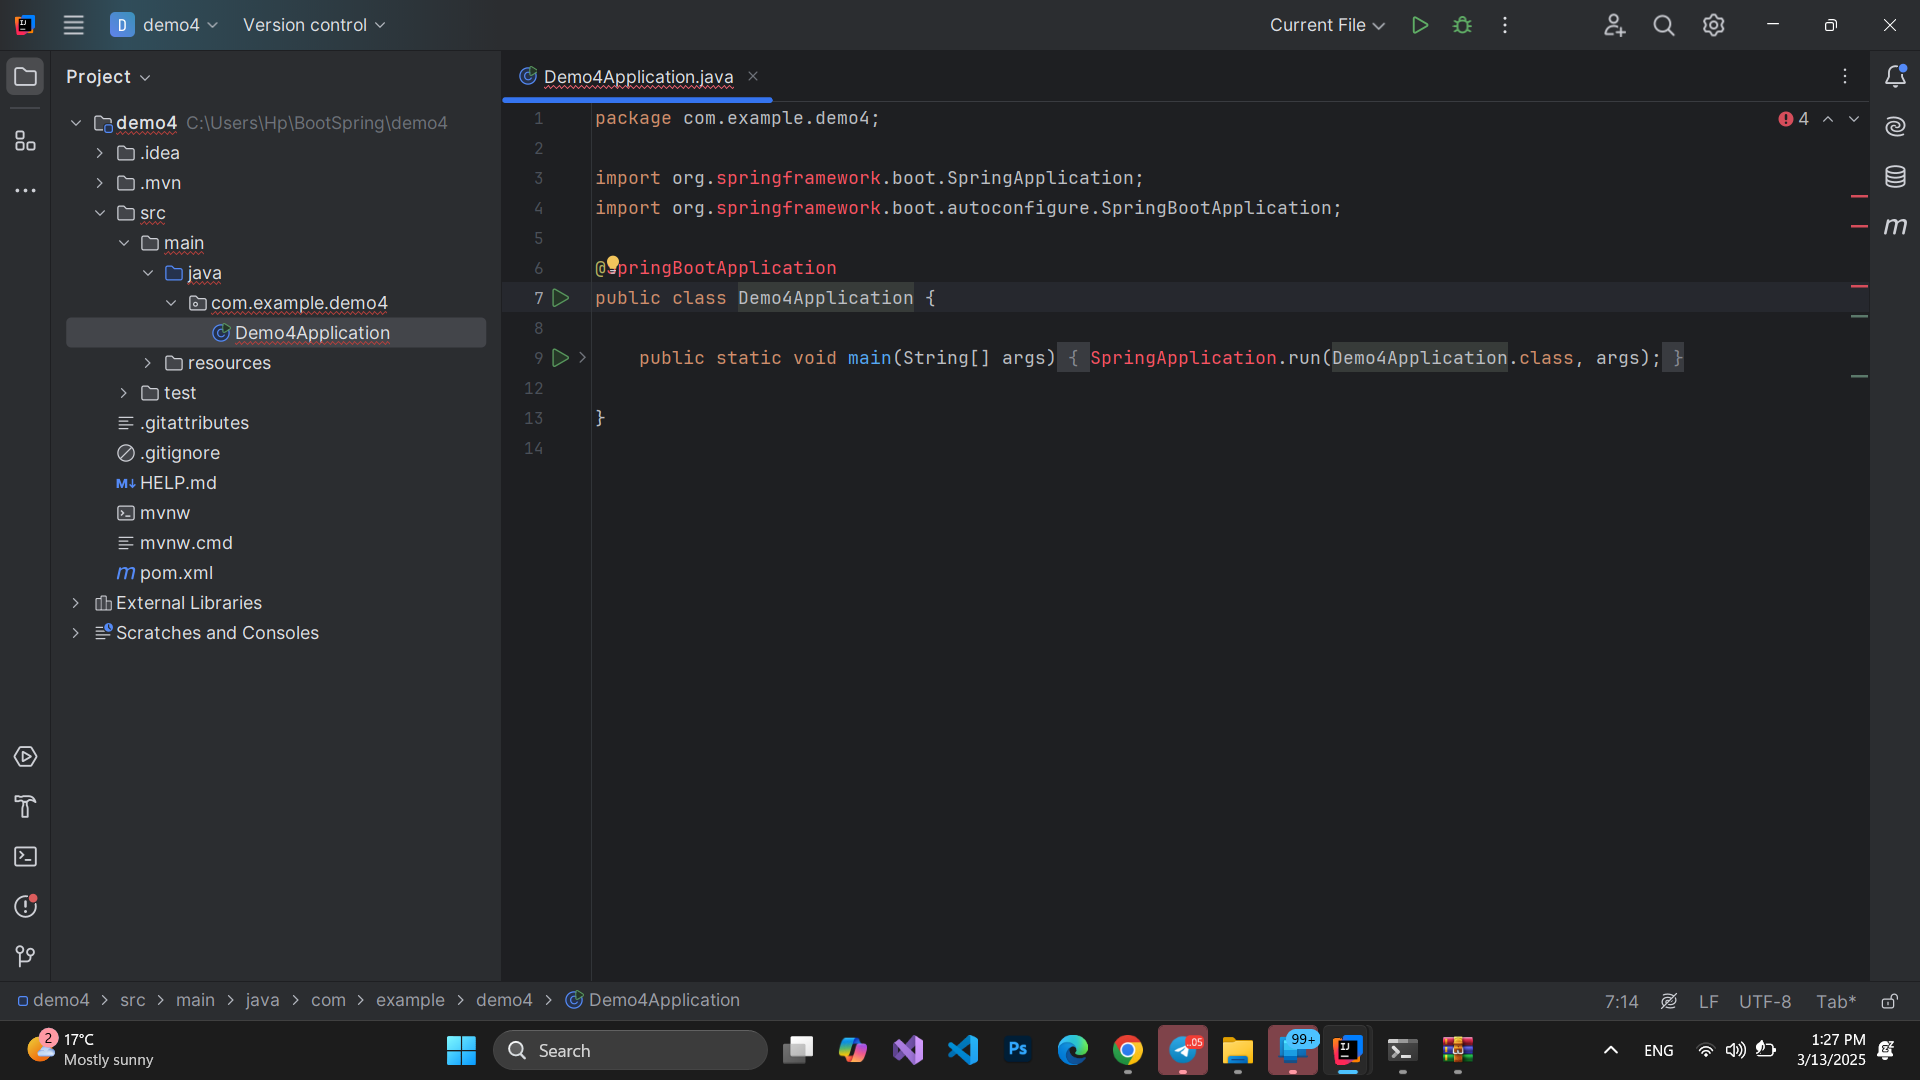 D demo4 Version control Current File
Project
Demo4Application.java
demo4 C:\Users\Hp\BootSpring\demo4
.idea
.mvn
src
main
java
com.example.demo4
Demo4Application
resources
test
.gitattributes
.gitignore
M↓ HELP.md
mvnw
mvnw.cmd
m pom.xml
External Libraries
Scratches and Consoles
4
m
1 package com.example.demo4;
2
3 import org.springframework.boot.SpringApplication;
4 import org.springframework.boot.autoconfigure.SpringBootApplication;
5
6 @SpringBootApplication
7 public class Demo4Application {
8
9 public static void main(String[] args) { SpringApplication.run(Demo4Application.class, args); }
12
13 }
14
demo4 > src > main > java > com > example > demo4 > Demo4Application
7:14 LF UTF-8 Tab*
2 17°C
Mostly sunny
Search
Ps
.05
99+
IJ
ENG
1:27 PM
3/13/2025